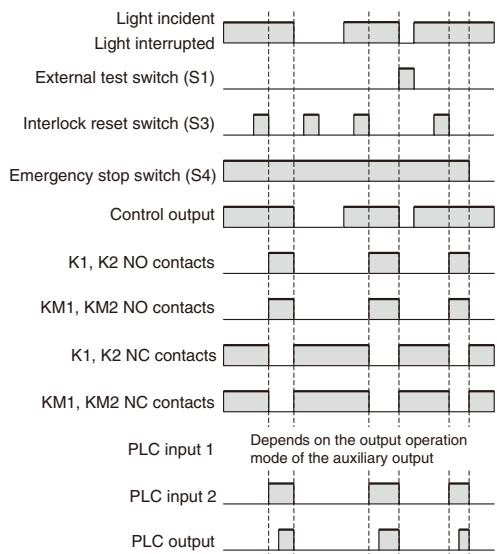 Light incident
Light interrupted
External test switch (S1)
Interlock reset switch (S3)
Emergency stop switch (S4)
Control output
K1, K2 NO contacts
KM1, KM2 NO contacts
K1, K2 NC contacts
KM1, KM2 NC contacts
PLC input 1
Depends on the output operation
mode of the auxiliary output
PLC input 2
PLC output